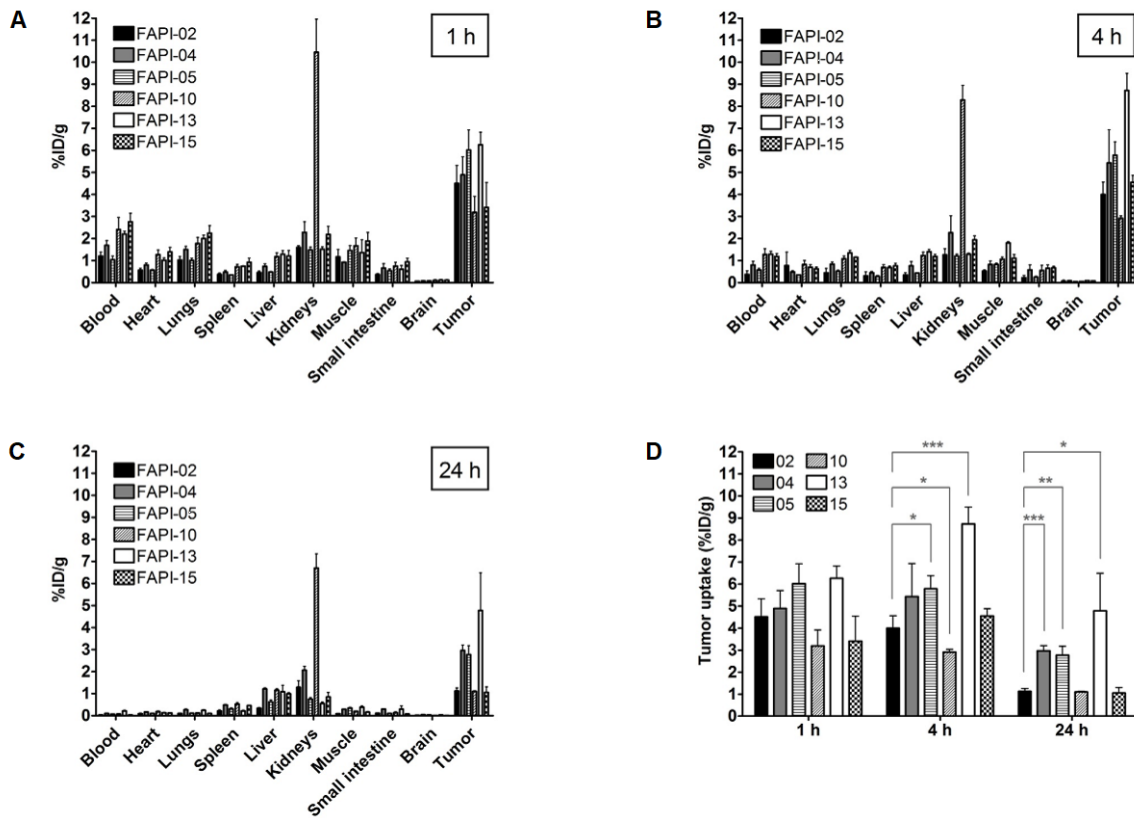 A
1 h
%ID/g
12
11
10
9
8
7
6
5
4
3
2
1
0
FAPI-02
FAPI-04
FAPI-05
FAPI-10
FAPI-13
FAPI-15
Blood
Heart
Lungs
Spleen
Liver
Kidneys
Muscle
Small intestine
Brain
Tumor
B
4 h
%ID/g
12
11
10
9
8
7
6
5
4
3
2
1
0
FAPI-02
FAPI-04
FAPI-05
FAPI-10
FAPI-13
FAPI-15
Blood
Heart
Lungs
Spleen
Liver
Kidneys
Muscle
Small intestine
Brain
Tumor
C
24 h
%ID/g
12
11
10
9
8
7
6
5
4
3
2
1
0
FAPI-02
FAPI-04
FAPI-05
FAPI-10
FAPI-13
FAPI-15
Blood
Heart
Lungs
Spleen
Liver
Kidneys
Muscle
Small intestine
Brain
Tumor
D
Tumor uptake (%ID/g)
12
11
10
9
8
7
6
5
4
3
2
1
0
02 10
04 13
05 15
***
*
*
*
**
***
1 h 4 h 24 h